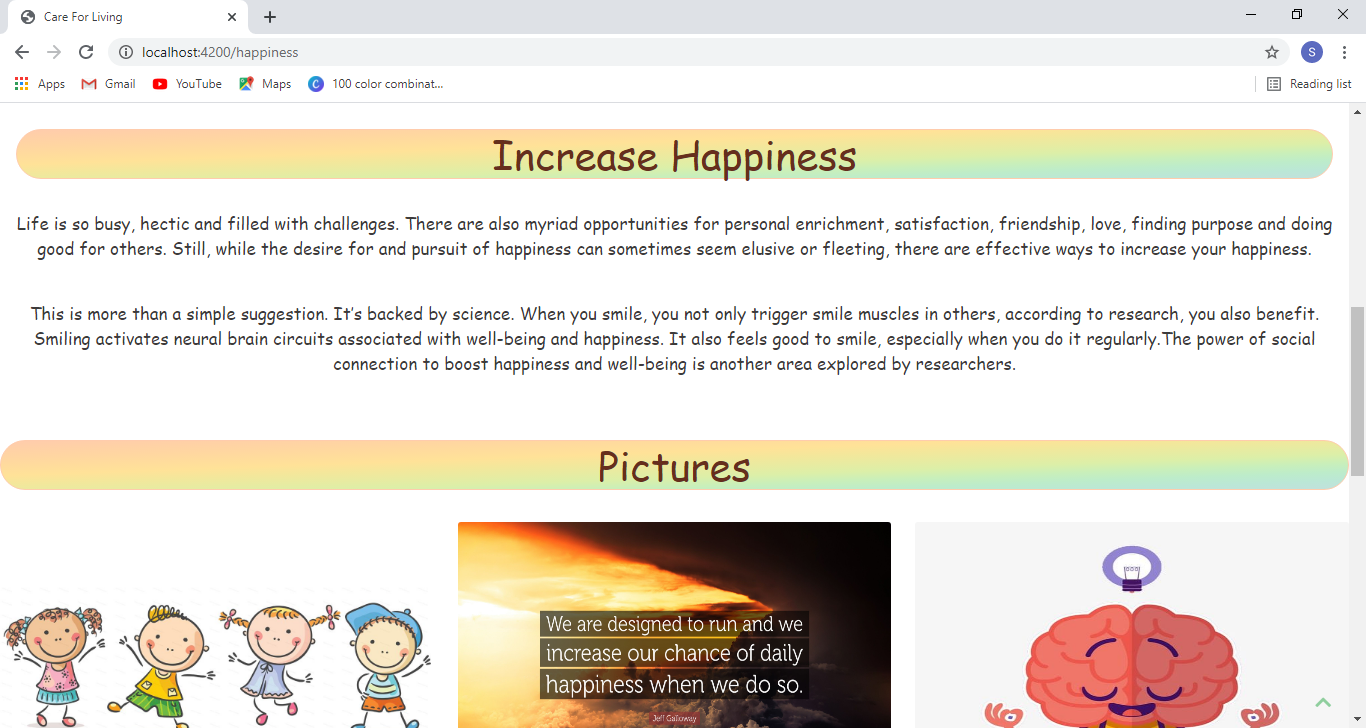 Care For Living
localhost:4200/happiness
S
Apps
Gmail
YouTube
Maps
C
100 color combinat...
Reading list
Increase Happiness
Life is so busy, hectic and filled with challenges. There are also myriad opportunities for personal enrichment, satisfaction, friendship, love, finding purpose and doing
good for others. Still, while the desire for and pursuit of happiness can sometimes seem elusive or fleeting, there are effective ways to increase your happiness.
This is more than a simple suggestion. It’s backed by science. When you smile, you not only trigger smile muscles in others, according to research, you also benefit.
Smiling activates neural brain circuits associated with well-being and happiness. It also feels good to smile, especially when you do it regularly.The power of social
connection to boost happiness and well-being is another area explored by researchers.
Pictures
We are designed to run and we
increase our chance of daily
happiness when we do so.
Jeff Galloway